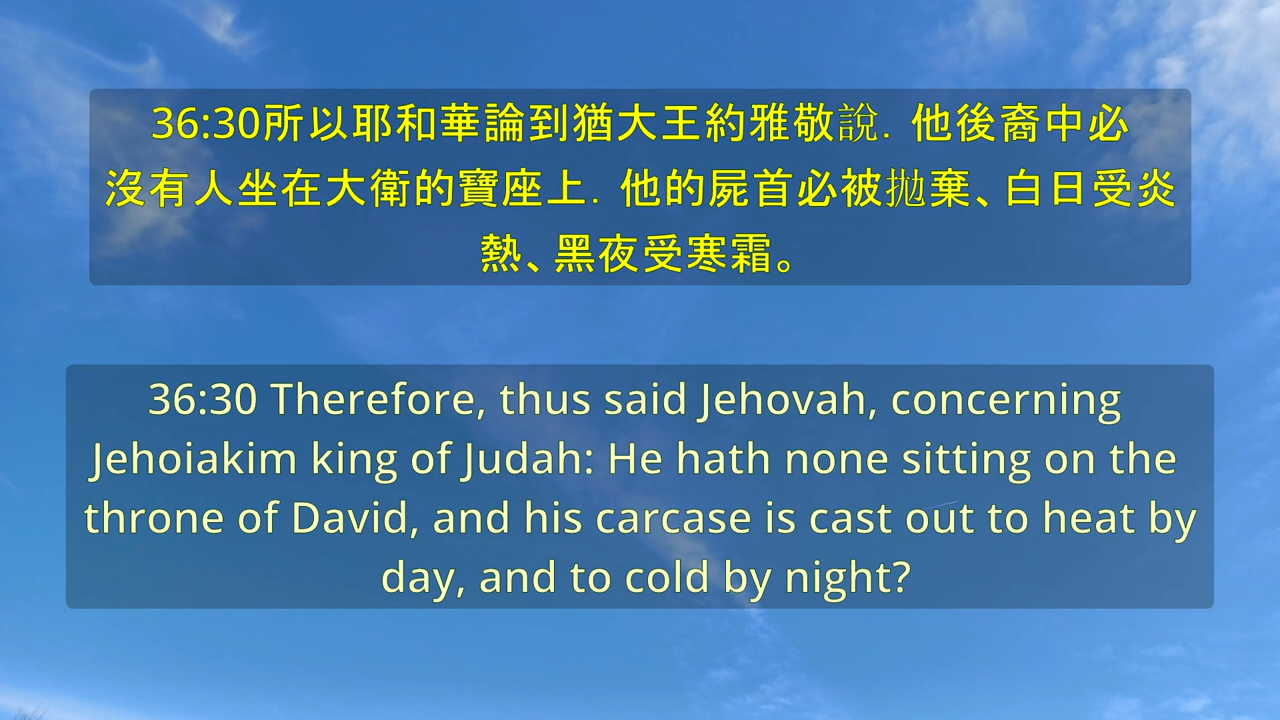 36:30所以耶和華論到猶大王約雅敬說．他後裔中必
沒有人坐在大衛的寶座上．他的屍首必被拋棄、白日受炎
熱、黑夜受寒霜。
36:30 Therefore, thus said Jehovah, concerning
Jehoiakim king of Judah: He hath none sitting on the
throne of David, and his carcase is cast out to heat by
day, and to cold by night?